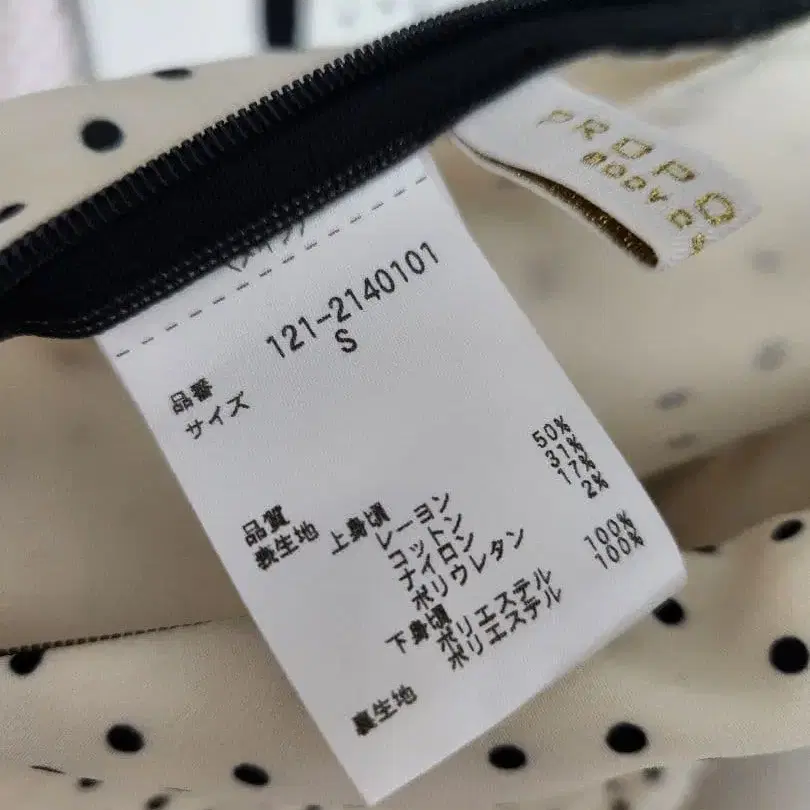 PROPO
BODY D
品番 121-2140101
サイズ S
品質
表生地 上身頃 レーヨン 50%
コットン 31%
ナイロン 17%
ポリウレタン 2%
下身頃 ポリエステル 100%
裏生地 ポリエステル 100%